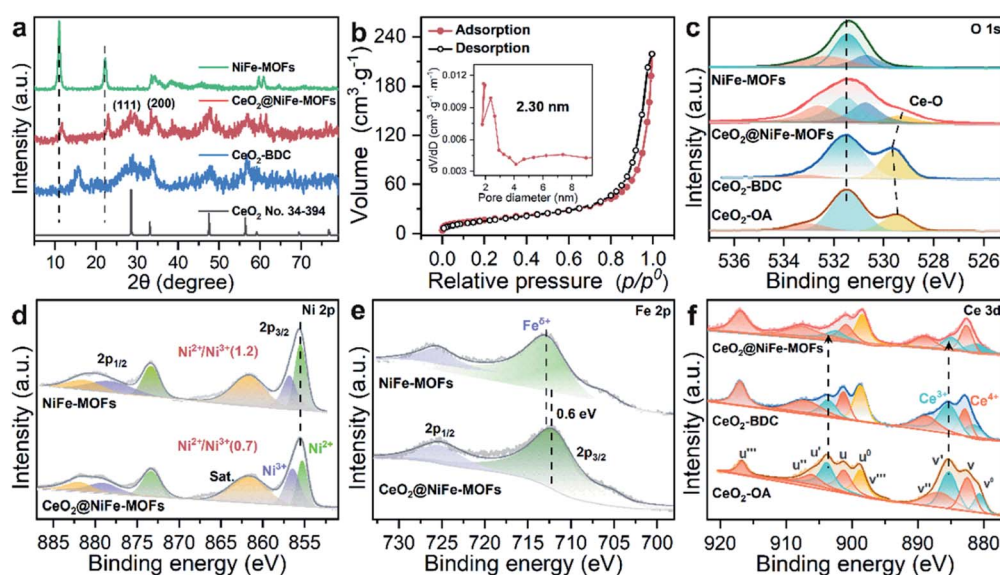 a
Intensity (a.u.)
NiFe-MOFs
(111) (200)
CeO₂@NiFe-MOFs
CeO₂-BDC
CeO₂ No. 34-394
10 20 30 40 50 60 70
2θ (degree)
b
Volume (cm³·g⁻¹)
240
180
120
60
0
Adsorption
Desorption
dV/dD (cm³·g⁻¹·m⁻¹)
0.012
0.009
0.006
0.003
2.30 nm
2 4 6 8
Pore diameter (nm)
0.0 0.2 0.4 0.6 0.8 1.0
Relative pressure (p/p⁰)
c
O 1s
Intensity (a.u.)
NiFe-MOFs
Ce-O
CeO₂@NiFe-MOFs
CeO₂-BDC
CeO₂-OA
536 534 532 530 528 526
Binding energy (eV)
d
Ni 2p
Intensity (a.u.)
2p₃/₂
Ni²⁺/Ni³⁺(1.2)
2p₁/₂
NiFe-MOFs
Ni²⁺/Ni³⁺(0.7)
Sat.
Ni³⁺
Ni²⁺
CeO₂@NiFe-MOFs
885 880 875 870 865 860 855
Binding energy (eV)
e
Fe 2p
Intensity (a.u.)
Feᵟ⁺
NiFe-MOFs
0.6 eV
2p₁/₂
2p₃/₂
CeO₂@NiFe-MOFs
730 725 720 715 710 705 700
Binding energy (eV)
f
Ce 3d
Intensity (a.u.)
CeO₂@NiFe-MOFs
Ce³⁺
Ce⁴⁺
CeO₂-BDC
u''' u'' u' u u⁰ v''' v'' v' v v⁰
CeO₂-OA
920 910 900 890 880
Binding energy (eV)